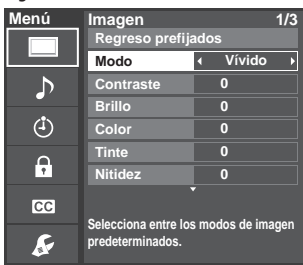 Menú
Imagen 1/3
Regreso prefijados
Modo Vívido
Contraste 0
Brillo 0
Color 0
Tinte 0
Nitidez 0
CC
Selecciona entre los modos de imagen
predeterminados.